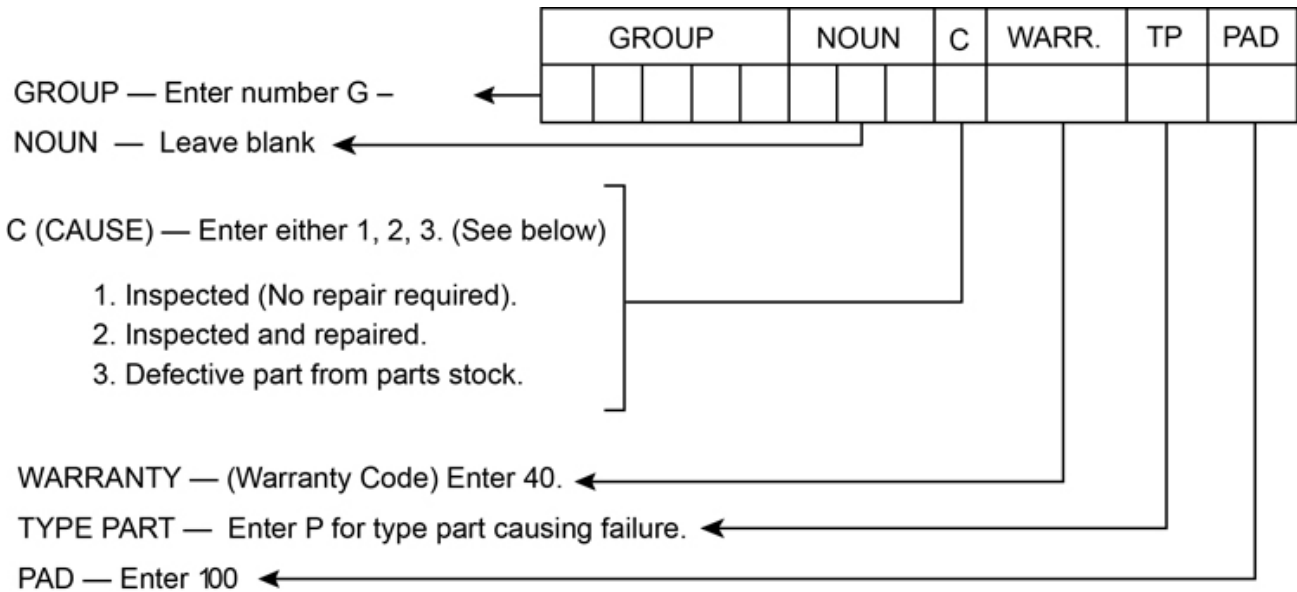 GROUP NOUN C WARR. TP PAD
GROUP — Enter number G –
NOUN — Leave blank
C (CAUSE) — Enter either 1, 2, 3. (See below)
1. Inspected (No repair required).
2. Inspected and repaired.
3. Defective part from parts stock.
WARRANTY — (Warranty Code) Enter 40.
TYPE PART — Enter P for type part causing failure.
PAD — Enter 100